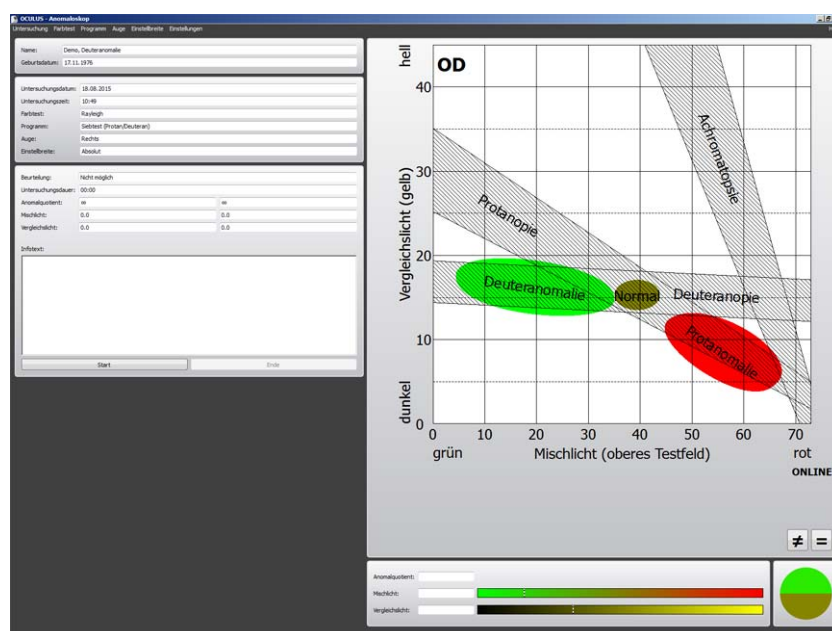 OCULUS - Anomaloskop
Untersuchung Farbtest Programm Auge Einstellbreite Einstellungen
Name: Demo, Deuteranomalie
Geburtsdatum: 17.11.1976
Untersuchungsdatum: 18.08.2015
Untersuchungszeit: 10:49
Farbtest: Rayleigh
Programm: Siebtest (Protan/Deuteran)
Auge: Rechts
Einstellbreite: Absolut
Beurteilung: Nicht möglich
Untersuchungsdauer: 00:00
Anomalquotient: ∞ ∞
Mischlicht: 0.0 0.0
Vergleichslicht: 0.0 0.0
Infotext:
Start Ende
OD
hell
Vergleichslicht (gelb)
dunkel
40
30
20
10
0
Achromatopsie
Protanopie
Deuteranomalie
Normal
Deuteranopie
Protanomalie
0 10 20 30 40 50 60 70
grün Mischlicht (oberes Testfeld) rot
ONLINE
≠ =
Anomalquotient:
Mischlicht:
Vergleichslicht: